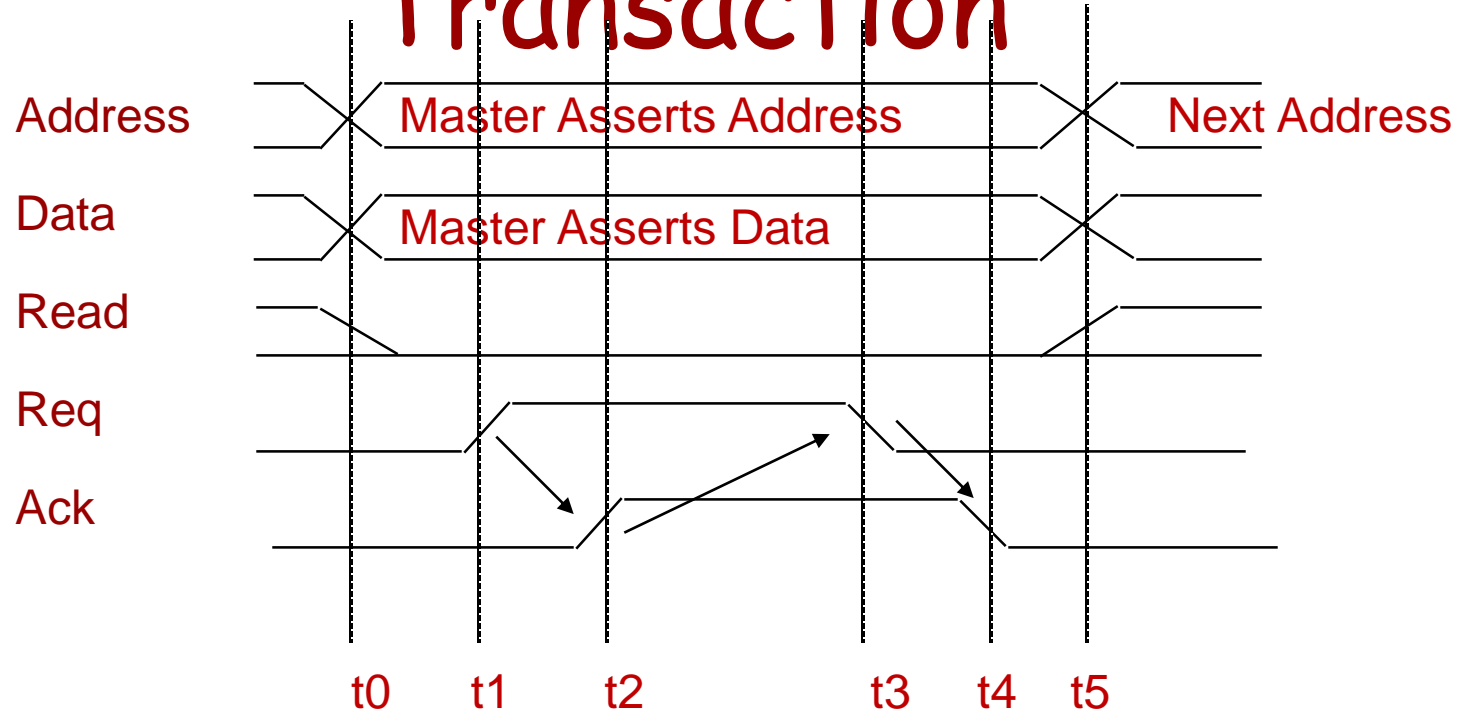 Transaction
Address Master Asserts Address Next Address
Data Master Asserts Data
Read
Req
Ack
t0 t1 t2 t3 t4 t5